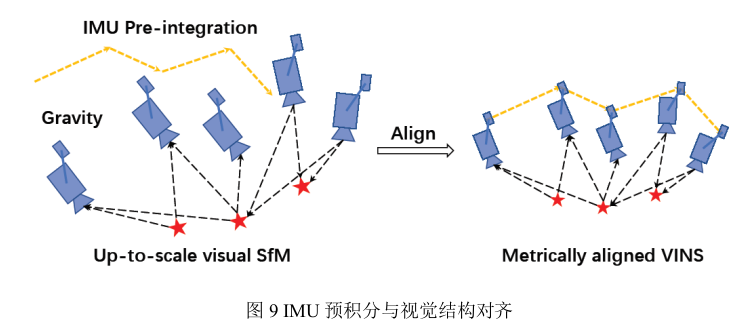 IMU Pre-integration
Gravity
Align
Up-to-scale visual SfM
Metrically aligned VINS
图 9 IMU 预积分与视觉结构对齐